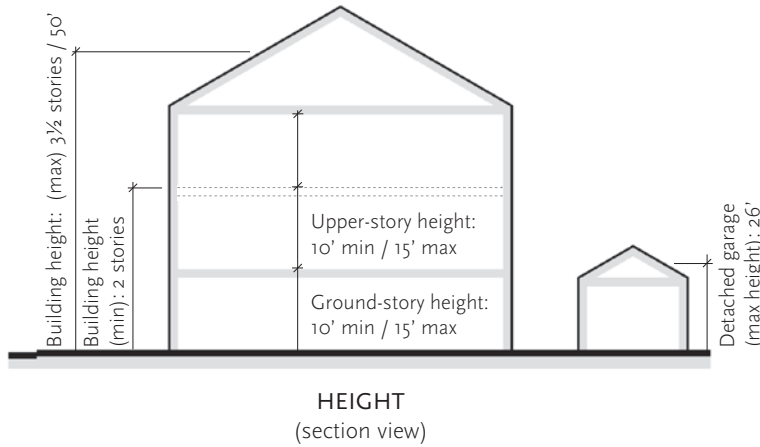 Building height: (max) 3½ stories / 50’
Building height
(min): 2 stories
Upper-story height:
10’ min / 15’ max
Ground-story height:
10’ min / 15’ max
Detached garage
(max height): 26’
HEIGHT
(section view)